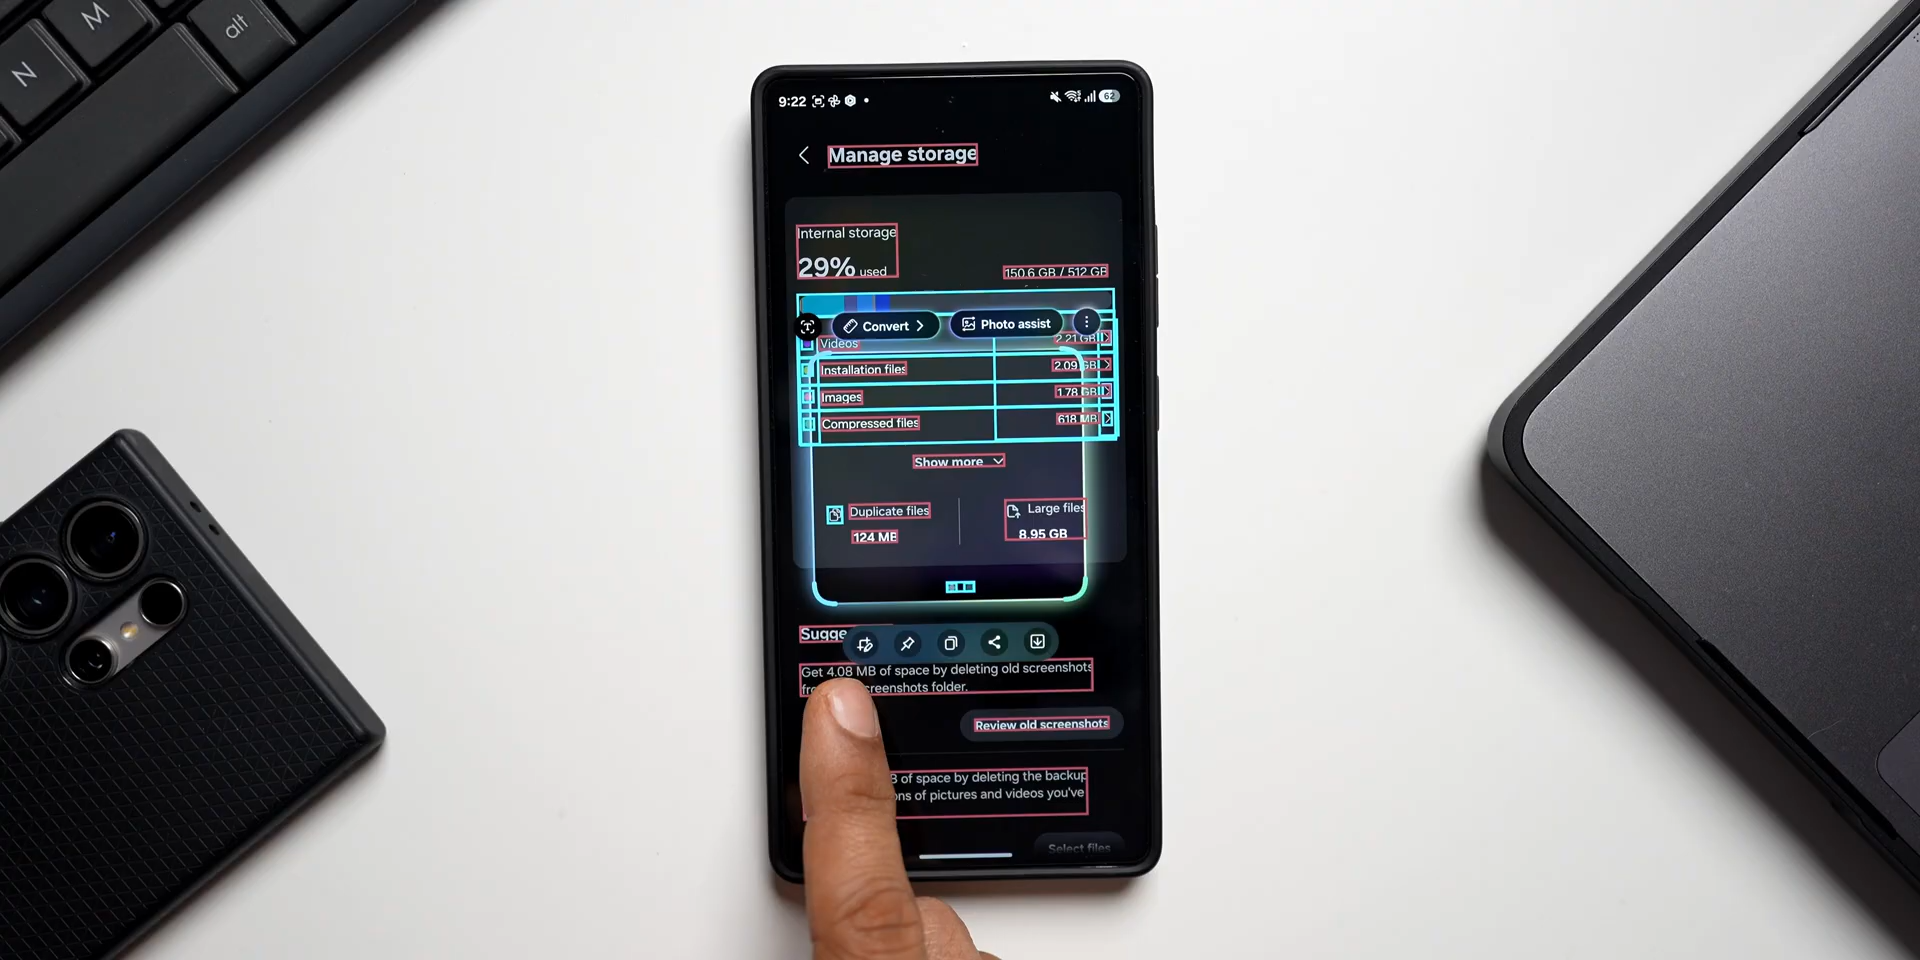 M
N
alt
9:22
62
Manage storage
Internal storage
29% used
150.6 GB / 512 GB
Convert
Photo assist
Videos
2.21 GB
Installation files
2.09 GB
Images
1.78 GB
Compressed files
618 MB
Show more
Duplicate files
124 MB
Large files
8.95 GB
Get 4.08 MB of space by deleting old screenshots
screenshots folder.
Review old screenshots
of space by deleting the backup
of pictures and videos you've
Select files